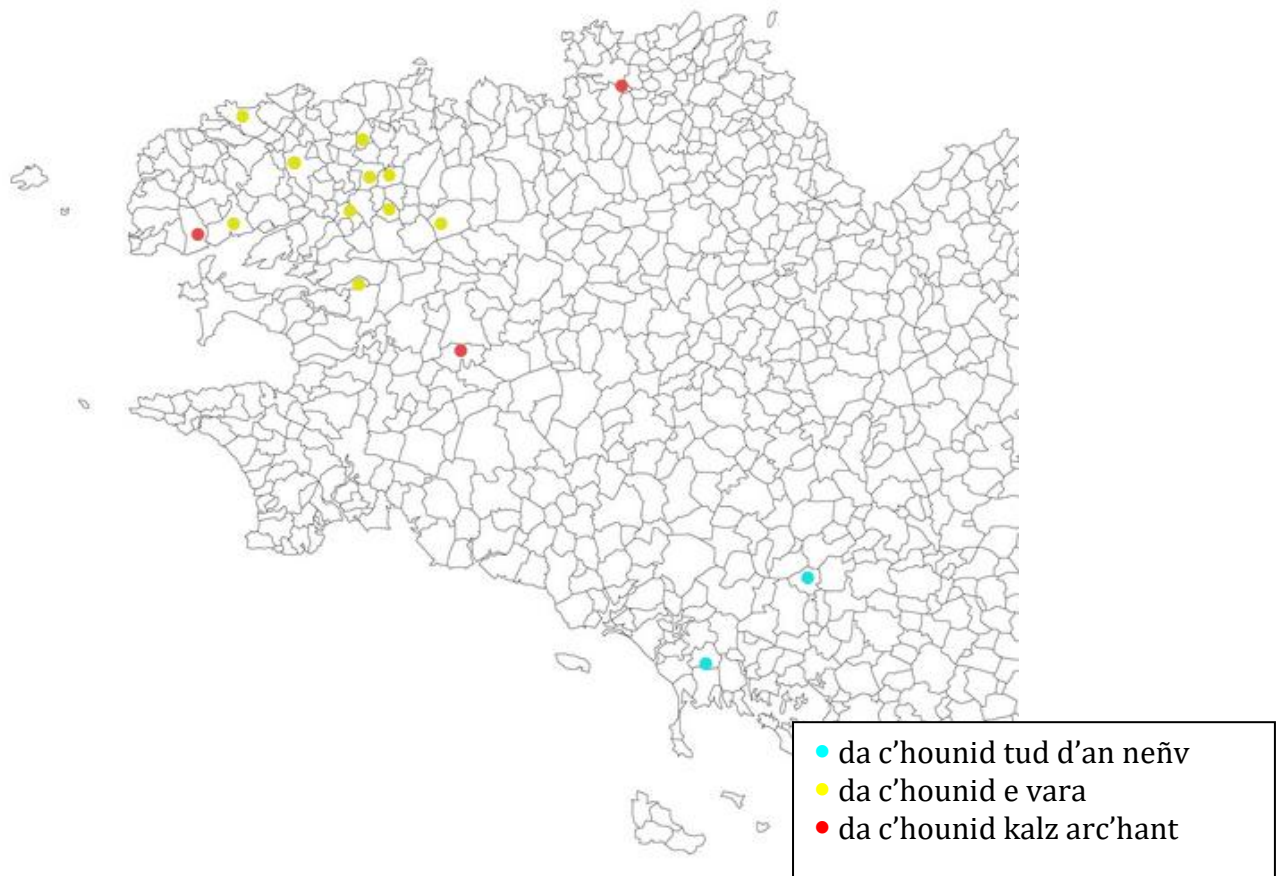 da c’hounid tud d’an neñv
da c’hounid e vara
da c’hounid kalz arc’hant